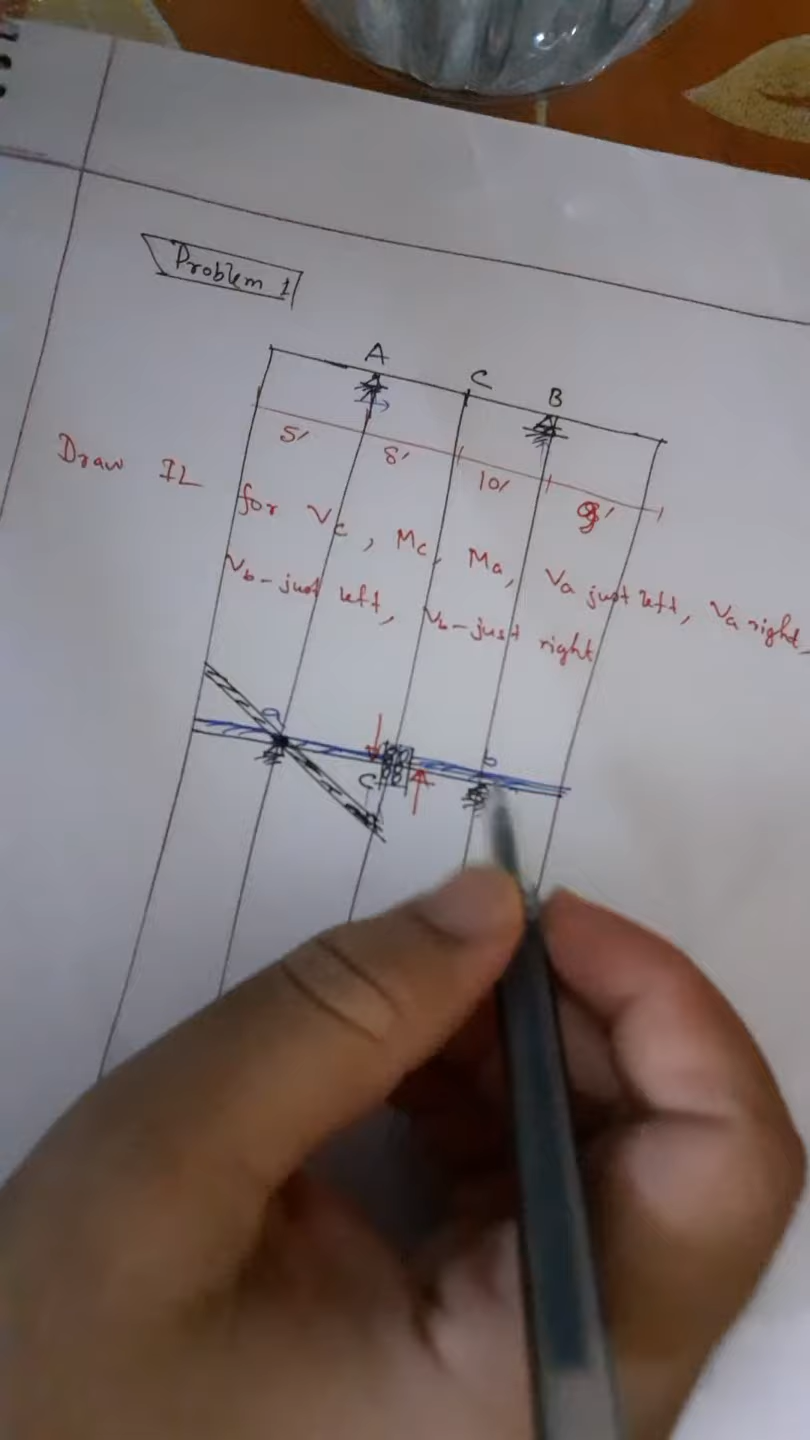 Problem 1
A
C
B
5'
8'
10'
Draw IL for Vc, Mc, Ma, Va just left, Va right,
Vb-just left, Vb-just right
a
C
b